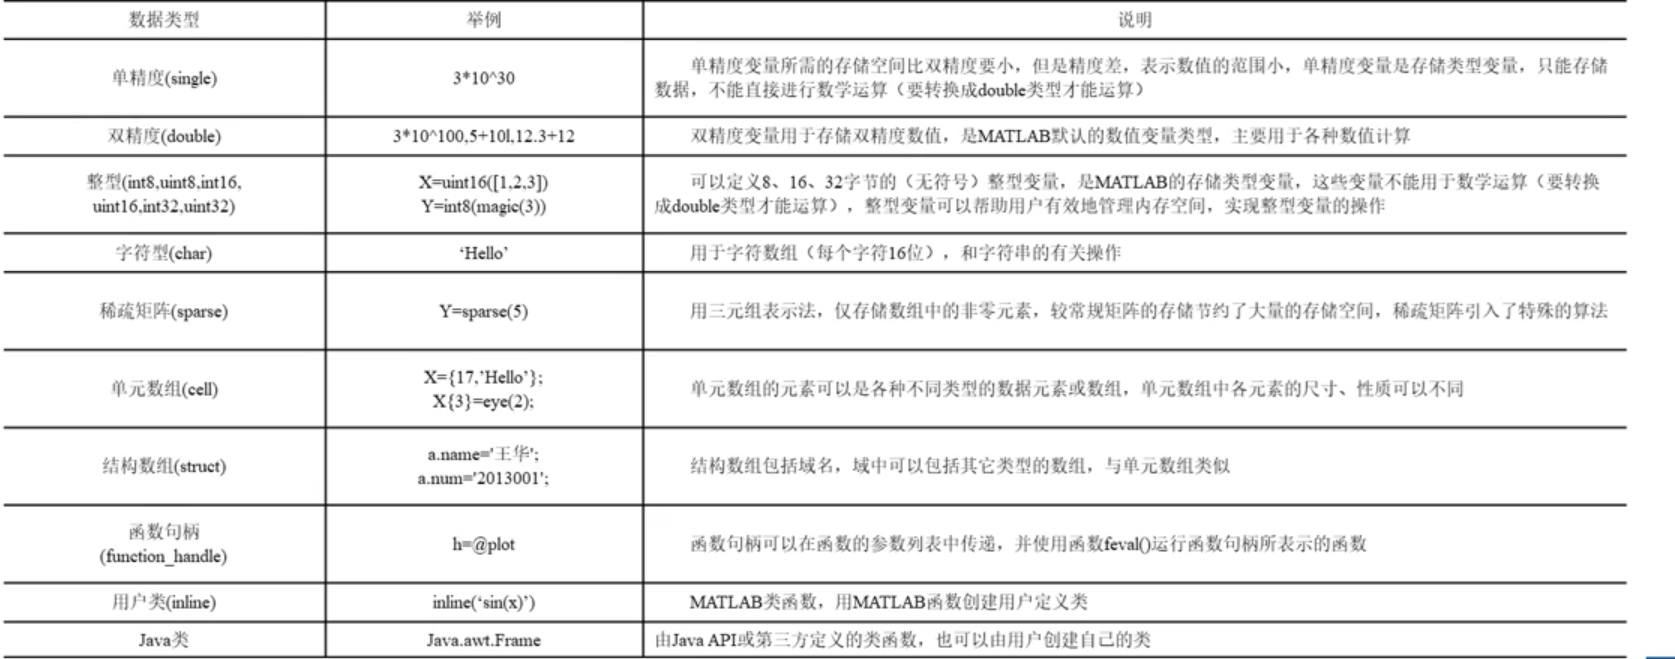 数据类型
举例
说明
单精度(single)
3*10^30
单精度变量所需的存储空间比双精度要小，但是精度差，表示数值的范围小，单精度变量是存储类型变量，只能存储
数据，不能直接进行数学运算（要转换成double类型才能运算）
双精度(double)
3*10^100,5+10l,12.3+12
双精度变量用于存储双精度数值，是MATLAB默认的数值变量类型，主要用于各种数值计算
整型(int8,uint8,int16,
uint16,int32,uint32)
X=uint16([1,2,3])
Y=int8(magic(3))
可以定义8、16、32字节的（无符号）整型变量，是MATLAB的存储类型变量，这些变量不能用于数学运算（要转换
成double类型才能运算），整型变量可以帮助用户有效地管理内存空间，实现整型变量的操作
字符型(char)
‘Hello’
用于字符数组（每个字符16位），和字符串的有关操作
稀疏矩阵(sparse)
Y=sparse(5)
用三元组表示法，仅存储数组中的非零元素，较常规矩阵的存储节约了大量的存储空间，稀疏矩阵引入了特殊的算法
单元数组(cell)
X={17,’Hello’};
X{3}=eye(2);
单元数组的元素可以是各种不同类型的数据元素或数组，单元数组中各元素的尺寸、性质可以不同
结构数组(struct)
a.name='王华';
a.num='2013001';
结构数组包括域名，域中可以包括其它类型的数组，与单元数组类似
函数句柄
(function_handle)
h=@plot
函数句柄可以在函数的参数列表中传递，并使用函数feval()运行函数句柄所表示的函数
用户类(inline)
inline(‘sin(x)’)
MATLAB类函数，用MATLAB函数创建用户定义类
Java类
Java.awt.Frame
由Java API或第三方定义的类函数，也可以由用户创建自己的类